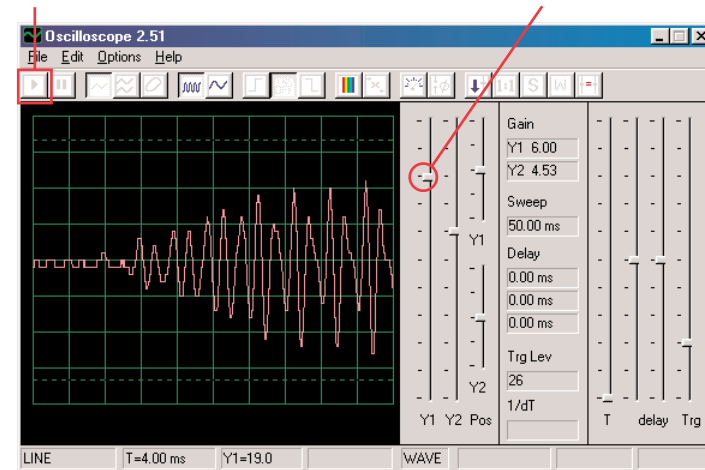 Oscilloscope 2.51
File Edit Options Help
1:1 S W
Gain
Y1 6.00
Y2 4.53
Sweep
50.00 ms
Y1
Delay
0.00 ms
0.00 ms
0.00 ms
Trg Lev
26
Y2
1/dT
Y1 Y2 Pos
T delay Trg
LINE T=4.00 ms Y1=19.0 WAVE